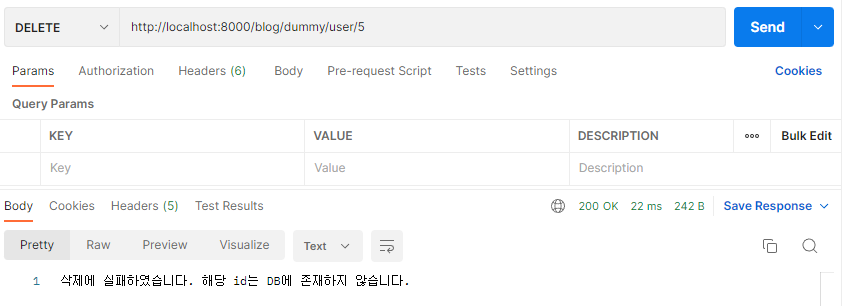 DELETE http://localhost:8000/blog/dummy/user/5 Send
Params Authorization Headers (6) Body Pre-request Script Tests Settings Cookies
Query Params
KEY VALUE DESCRIPTION ooo Bulk Edit
Key Value Description
Body Cookies Headers (5) Test Results 200 OK 22 ms 242 B Save Response
Pretty Raw Preview Visualize Text
1 삭제에 실패하였습니다. 해당 id는 DB에 존재하지 않습니다.